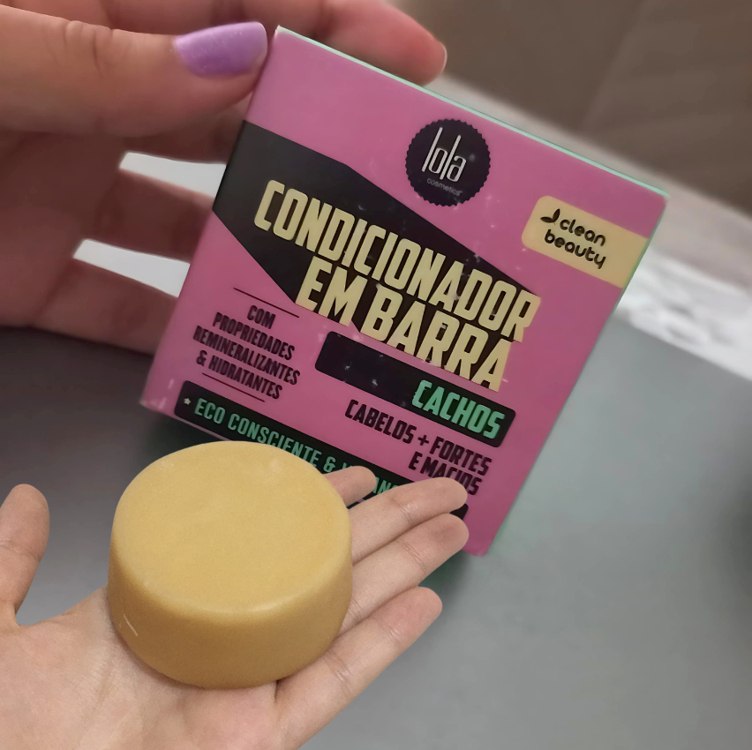 lola
cosmetics
clean
beauty
CONDICIONADOR
EM BARRA
COM
PROPRIEDADES
REMINERALIZANTES
& HIDRATANTES
CACHOS
CABELOS + FORTES
E MACIOS
* ECO CONSCIENTE &